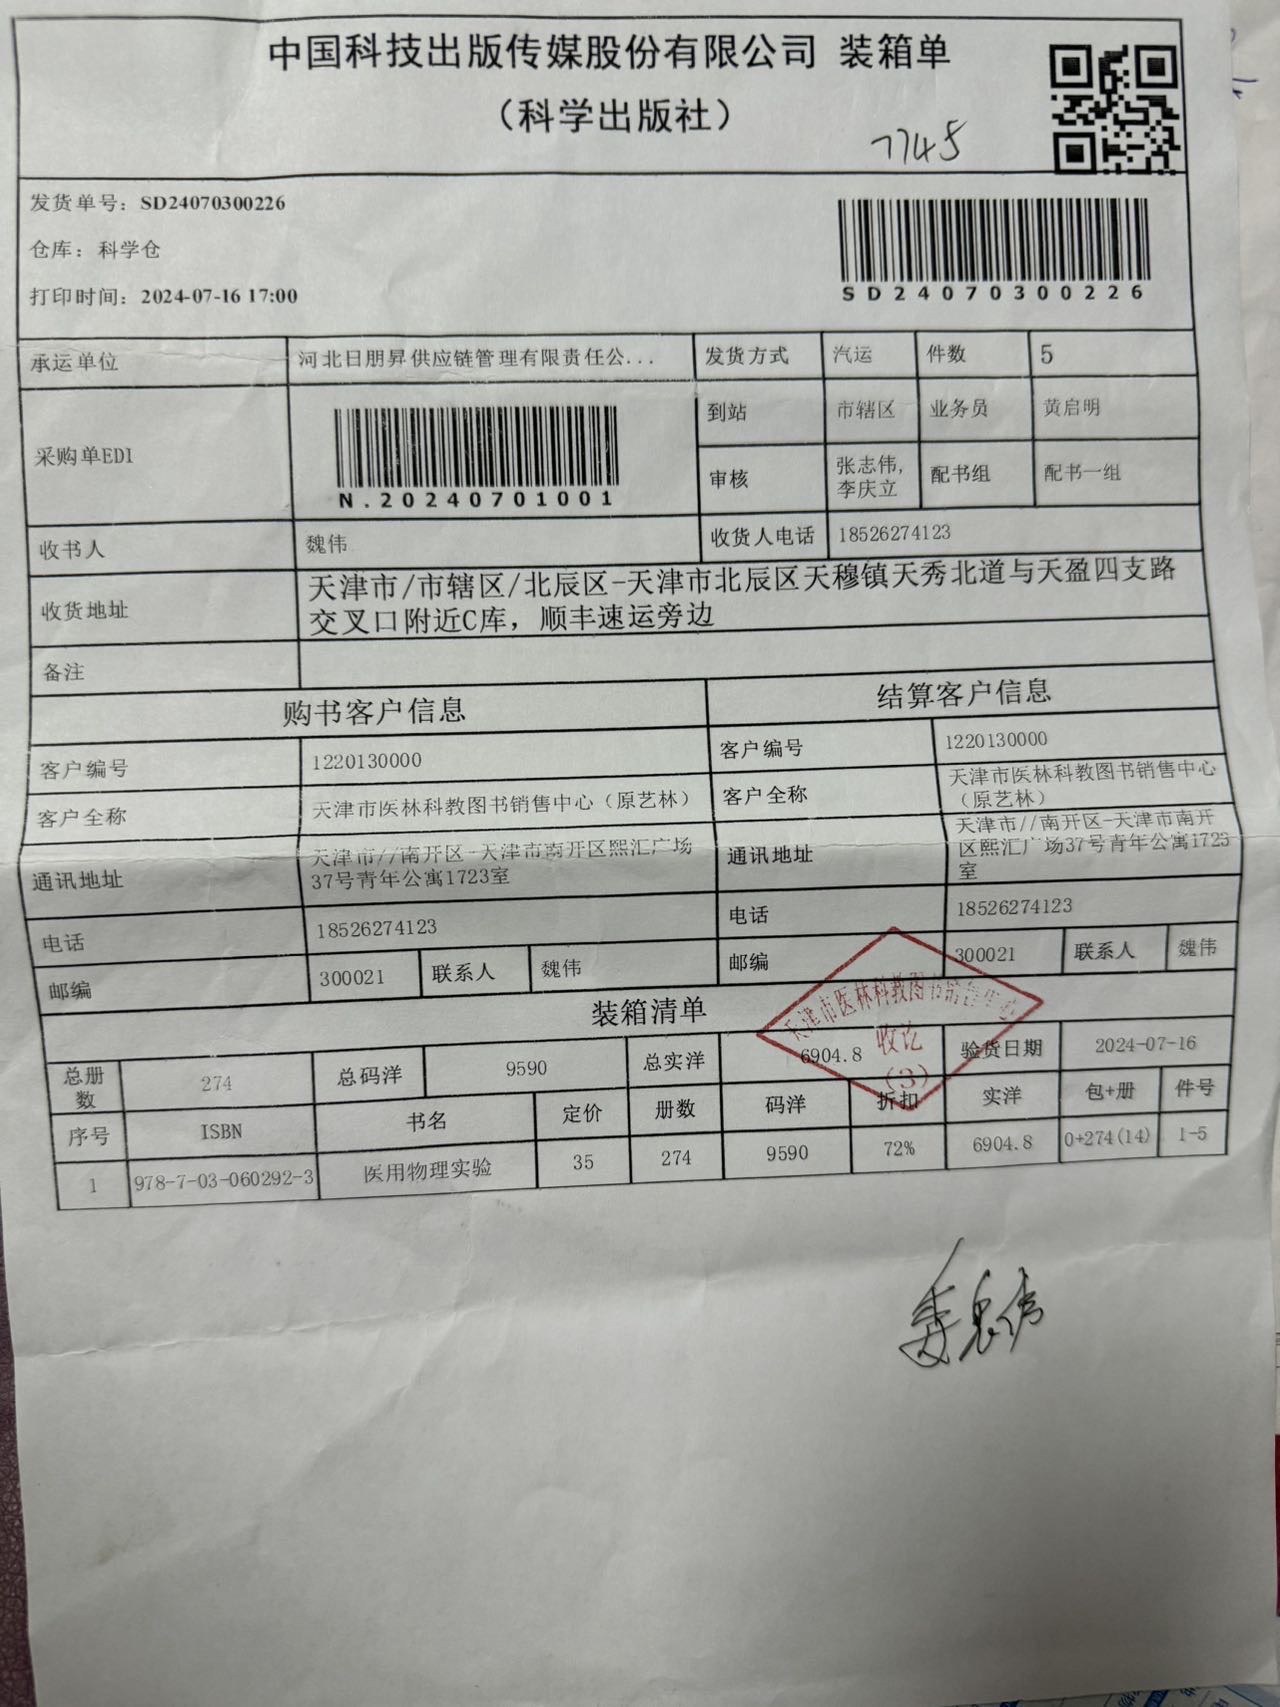 中国科技出版传媒股份有限公司 装箱单
（科学出版社）
7745
发货单号：SD24070300226
仓库：科学仓
打印时间：2024-07-16 17:00
SD24070300226
承运单位 河北日朋昇供应链管理有限责任公... 发货方式 汽运 件数 5
采购单EDI N.20240701001 到站 市辖区 业务员 黄启明
审核 张志伟,李庆立 配书组 配书一组
收书人 魏伟 收货人电话 18526274123
收货地址 天津市/市辖区/北辰区-天津市北辰区天穆镇天秀北道与天盈四支路
交叉口附近C库，顺丰速运旁边
备注
购书客户信息 结算客户信息
客户编号 1220130000 客户编号 1220130000
客户全称 天津市医林科教图书销售中心（原艺林） 客户全称 天津市医林科教图书销售中心（原艺林）
通讯地址 天津市//南开区-天津市南开区熙汇广场37号青年公寓1723室 通讯地址 天津市//南开区-天津市南开区熙汇广场37号青年公寓1723室
电话 18526274123 电话 18526274123
邮编 300021 联系人 魏伟 邮编 300021 联系人 魏伟
装箱清单
天津市医林科教图书销售中心
收讫
（3）
总册数 274 总码洋 9590 总实洋 6904.8 验货日期 2024-07-16
序号 ISBN 书名 定价 册数 码洋 折扣 实洋 包+册 件号
1 978-7-03-060292-3 医用物理实验 35 274 9590 72% 6904.8 0+274(14) 1-5